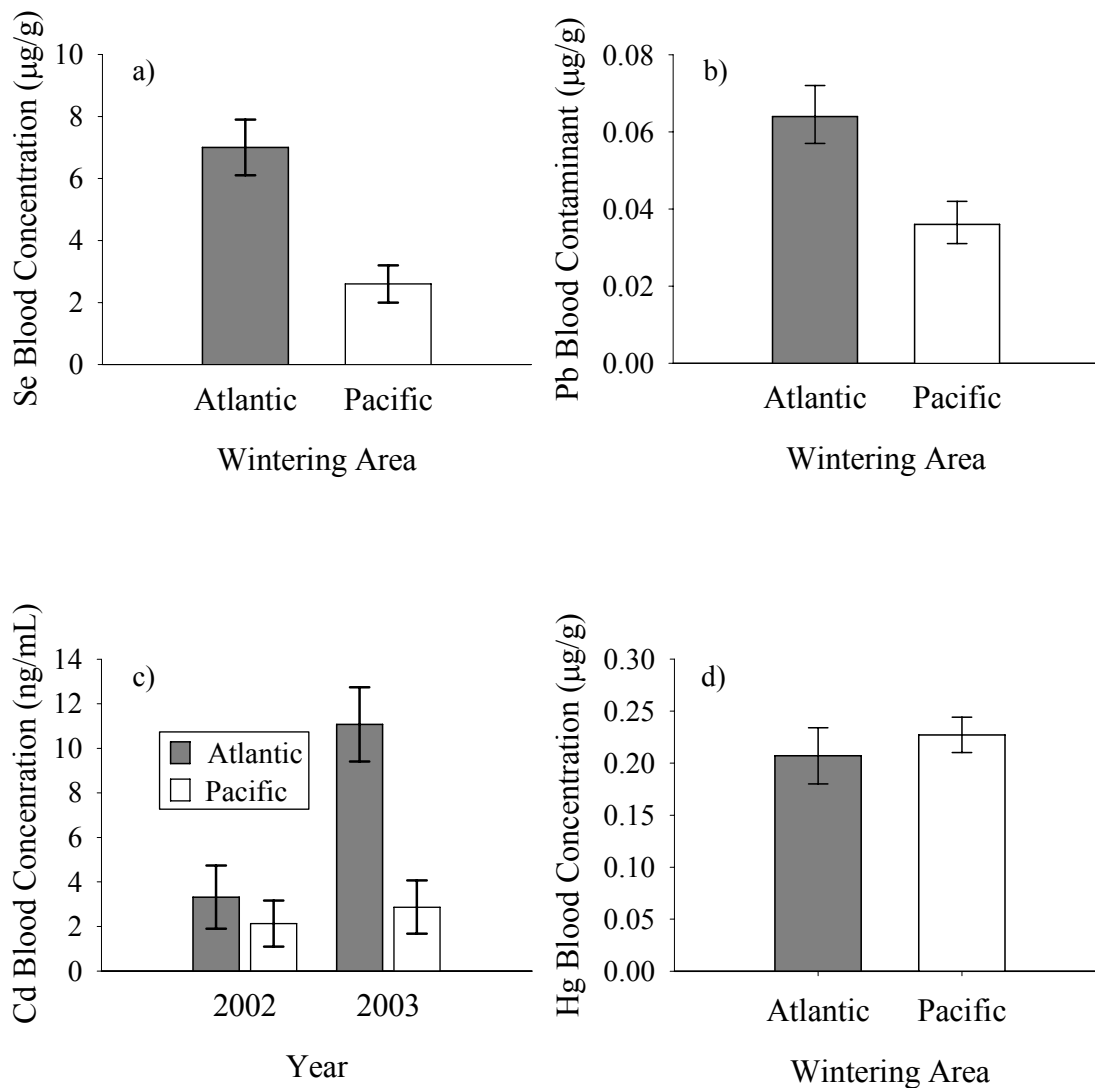 a)
Se Blood Concentration (µg/g)
10
8
6
4
2
0
Atlantic Pacific
Wintering Area
b)
Pb Blood Contaminant (µg/g)
0.08
0.06
0.04
0.02
0.00
Atlantic Pacific
Wintering Area
c)
Cd Blood Concenration (ng/mL)
14
12
10
8
6
4
2
0
Atlantic
Pacific
2002 2003
Year
d)
Hg Blood Concentration (µg/g)
0.30
0.25
0.20
0.15
0.10
0.05
0.00
Atlantic Pacific
Wintering Area